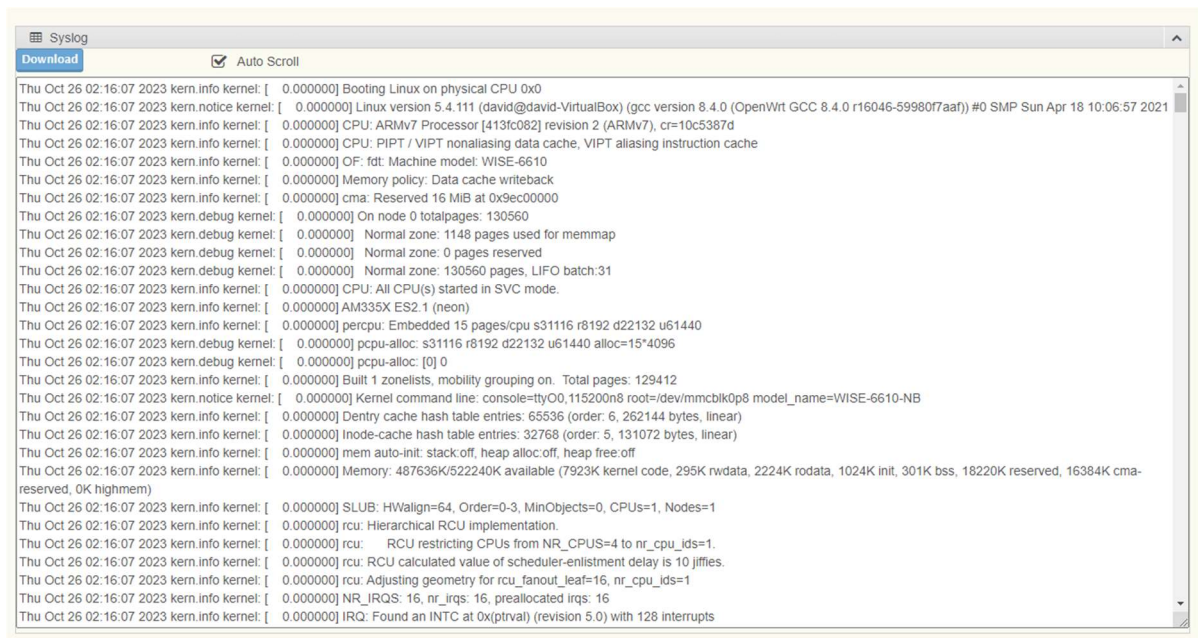 Syslog
Download
Auto Scroll
Thu Oct 26 02:16:07 2023 kern.info kernel: [    0.000000] Booting Linux on physical CPU 0x0
Thu Oct 26 02:16:07 2023 kern.notice kernel: [    0.000000] Linux version 5.4.111 (david@david-VirtualBox) (gcc version 8.4.0 (OpenWrt GCC 8.4.0 r16046-59980f7aaf)) #0 SMP Sun Apr 18 10:06:57 2021
Thu Oct 26 02:16:07 2023 kern.info kernel: [    0.000000] CPU: ARMv7 Processor [413fc082] revision 2 (ARMv7), cr=10c5387d
Thu Oct 26 02:16:07 2023 kern.info kernel: [    0.000000] CPU: PIPT / VIPT nonaliasing data cache, VIPT aliasing instruction cache
Thu Oct 26 02:16:07 2023 kern.info kernel: [    0.000000] OF: fdt: Machine model: WISE-6610
Thu Oct 26 02:16:07 2023 kern.info kernel: [    0.000000] Memory policy: Data cache writeback
Thu Oct 26 02:16:07 2023 kern.info kernel: [    0.000000] cma: Reserved 16 MiB at 0x9ec00000
Thu Oct 26 02:16:07 2023 kern.debug kernel: [    0.000000] On node 0 totalpages: 130560
Thu Oct 26 02:16:07 2023 kern.debug kernel: [    0.000000]   Normal zone: 1148 pages used for memmap
Thu Oct 26 02:16:07 2023 kern.debug kernel: [    0.000000]   Normal zone: 0 pages reserved
Thu Oct 26 02:16:07 2023 kern.debug kernel: [    0.000000]   Normal zone: 130560 pages, LIFO batch:31
Thu Oct 26 02:16:07 2023 kern.info kernel: [    0.000000] CPU: All CPU(s) started in SVC mode.
Thu Oct 26 02:16:07 2023 kern.info kernel: [    0.000000] AM335X ES2.1 (neon)
Thu Oct 26 02:16:07 2023 kern.info kernel: [    0.000000] percpu: Embedded 15 pages/cpu s31116 r8192 d22132 u61440
Thu Oct 26 02:16:07 2023 kern.debug kernel: [    0.000000] pcpu-alloc: s31116 r8192 d22132 u61440 alloc=15*4096
Thu Oct 26 02:16:07 2023 kern.debug kernel: [    0.000000] pcpu-alloc: [0] 0
Thu Oct 26 02:16:07 2023 kern.info kernel: [    0.000000] Built 1 zonelists, mobility grouping on.  Total pages: 129412
Thu Oct 26 02:16:07 2023 kern.notice kernel: [    0.000000] Kernel command line: console=ttyO0,115200n8 root=/dev/mmcblk0p8 model_name=WISE-6610-NB
Thu Oct 26 02:16:07 2023 kern.info kernel: [    0.000000] Dentry cache hash table entries: 65536 (order: 6, 262144 bytes, linear)
Thu Oct 26 02:16:07 2023 kern.info kernel: [    0.000000] Inode-cache hash table entries: 32768 (order: 5, 131072 bytes, linear)
Thu Oct 26 02:16:07 2023 kern.info kernel: [    0.000000] mem auto-init: stack:off, heap alloc:off, heap free:off
Thu Oct 26 02:16:07 2023 kern.info kernel: [    0.000000] Memory: 487636K/522240K available (7923K kernel code, 295K rwdata, 2224K rodata, 1024K init, 301K bss, 18220K reserved, 16384K cma-
reserved, 0K highmem)
Thu Oct 26 02:16:07 2023 kern.info kernel: [    0.000000] SLUB: HWalign=64, Order=0-3, MinObjects=0, CPUs=1, Nodes=1
Thu Oct 26 02:16:07 2023 kern.info kernel: [    0.000000] rcu: Hierarchical RCU implementation.
Thu Oct 26 02:16:07 2023 kern.info kernel: [    0.000000] rcu:     RCU restricting CPUs from NR_CPUS=4 to nr_cpu_ids=1.
Thu Oct 26 02:16:07 2023 kern.info kernel: [    0.000000] rcu: RCU calculated value of scheduler-enlistment delay is 10 jiffies.
Thu Oct 26 02:16:07 2023 kern.info kernel: [    0.000000] rcu: Adjusting geometry for rcu_fanout_leaf=16, nr_cpu_ids=1
Thu Oct 26 02:16:07 2023 kern.info kernel: [    0.000000] NR_IRQS: 16, nr_irqs: 16, preallocated irqs: 16
Thu Oct 26 02:16:07 2023 kern.info kernel: [    0.000000] IRQ: Found an INTC at 0x(ptrval) (revision 5.0) with 128 interrupts